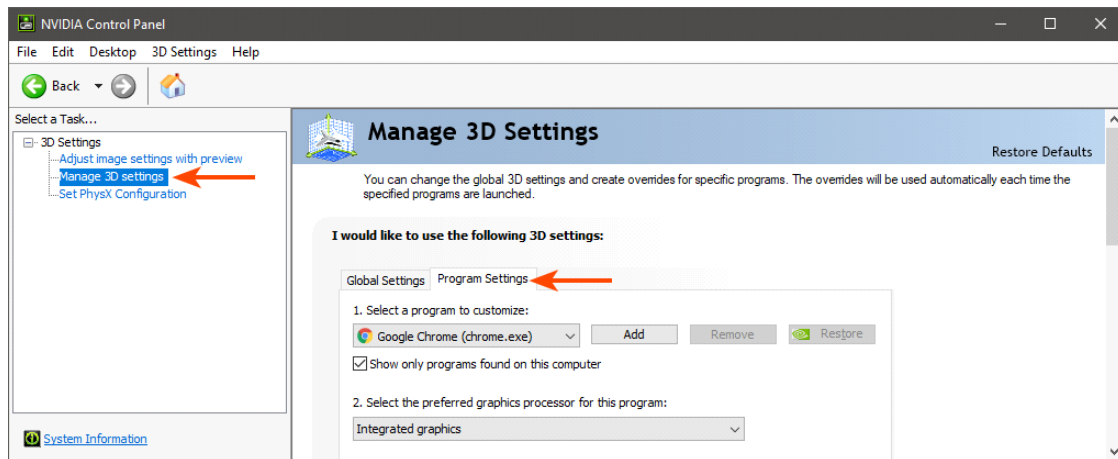 NVIDIA Control Panel
File Edit Desktop 3D Settings Help
Back
Select a Task...
3D Settings
Adjust image settings with preview
Manage 3D settings
Set PhysX Configuration
System Information
Manage 3D Settings
Restore Defaults
You can change the global 3D settings and create overrides for specific programs. The overrides will be used automatically each time the
specified programs are launched.
I would like to use the following 3D settings:
Global Settings Program Settings
1. Select a program to customize:
Google Chrome (chrome.exe) Add Remove Restore
Show only programs found on this computer
2. Select the preferred graphics processor for this program:
Integrated graphics